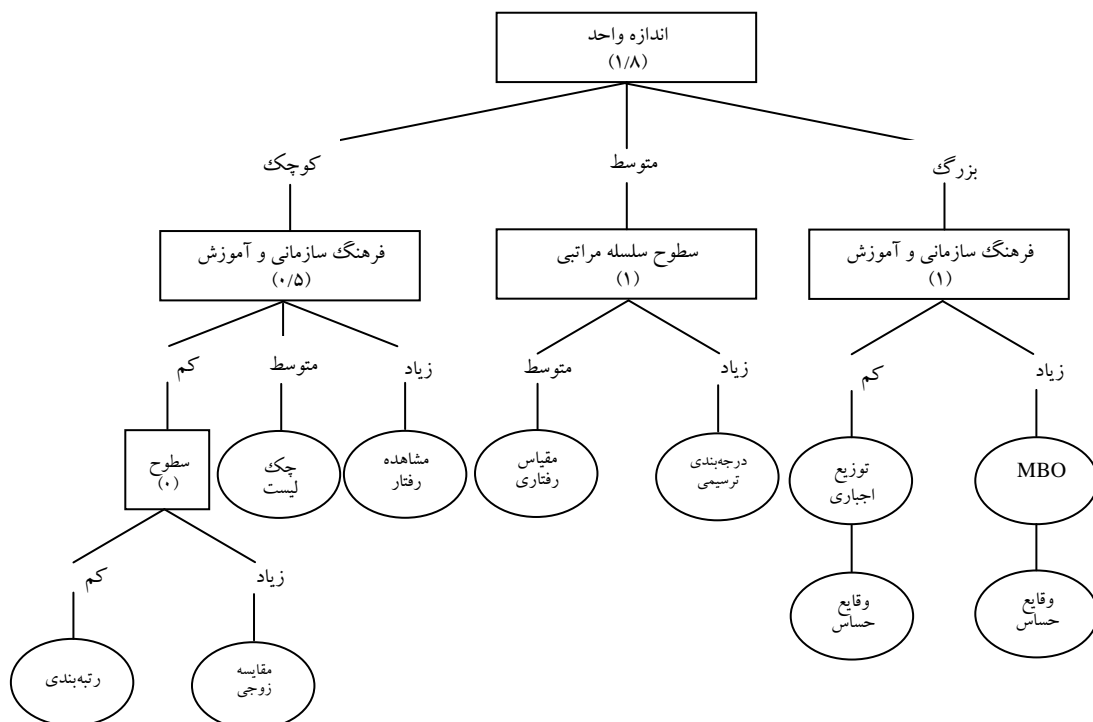 اندازه واحد
(۱/۸)
بزرگ
متوسط
کوچک
فرهنگ سازمانی و آموزش
(۱)
سطوح سلسله مراتبی
(۱)
فرهنگ سازمانی و آموزش
(۰/۵)
زیاد
کم
زیاد
متوسط
زیاد
متوسط
کم
MBO
توزیع
اجباری
درجه‌بندی
ترسیمی
مقیاس
رفتاری
مشاهده
رفتار
چک
لیست
سطوح
(۰)
وقایع
حساس
وقایع
حساس
زیاد
کم
مقایسه
زوجی
رتبه‌بندی